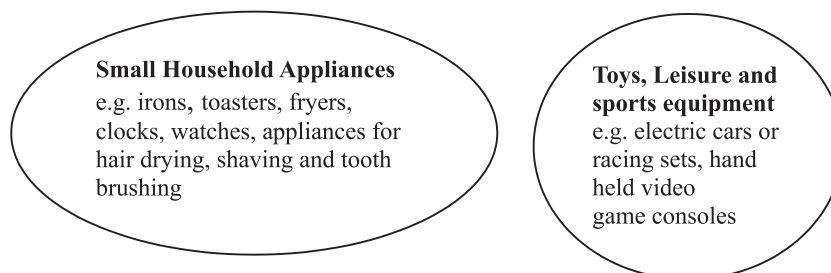 Small Household Appliances
e.g. irons, toasters, fryers,
clocks, watches, appliances for
hair drying, shaving and tooth
brushing
Toys, Leisure and
sports equipment
e.g. electric cars or
racing sets, hand
held video
game consoles